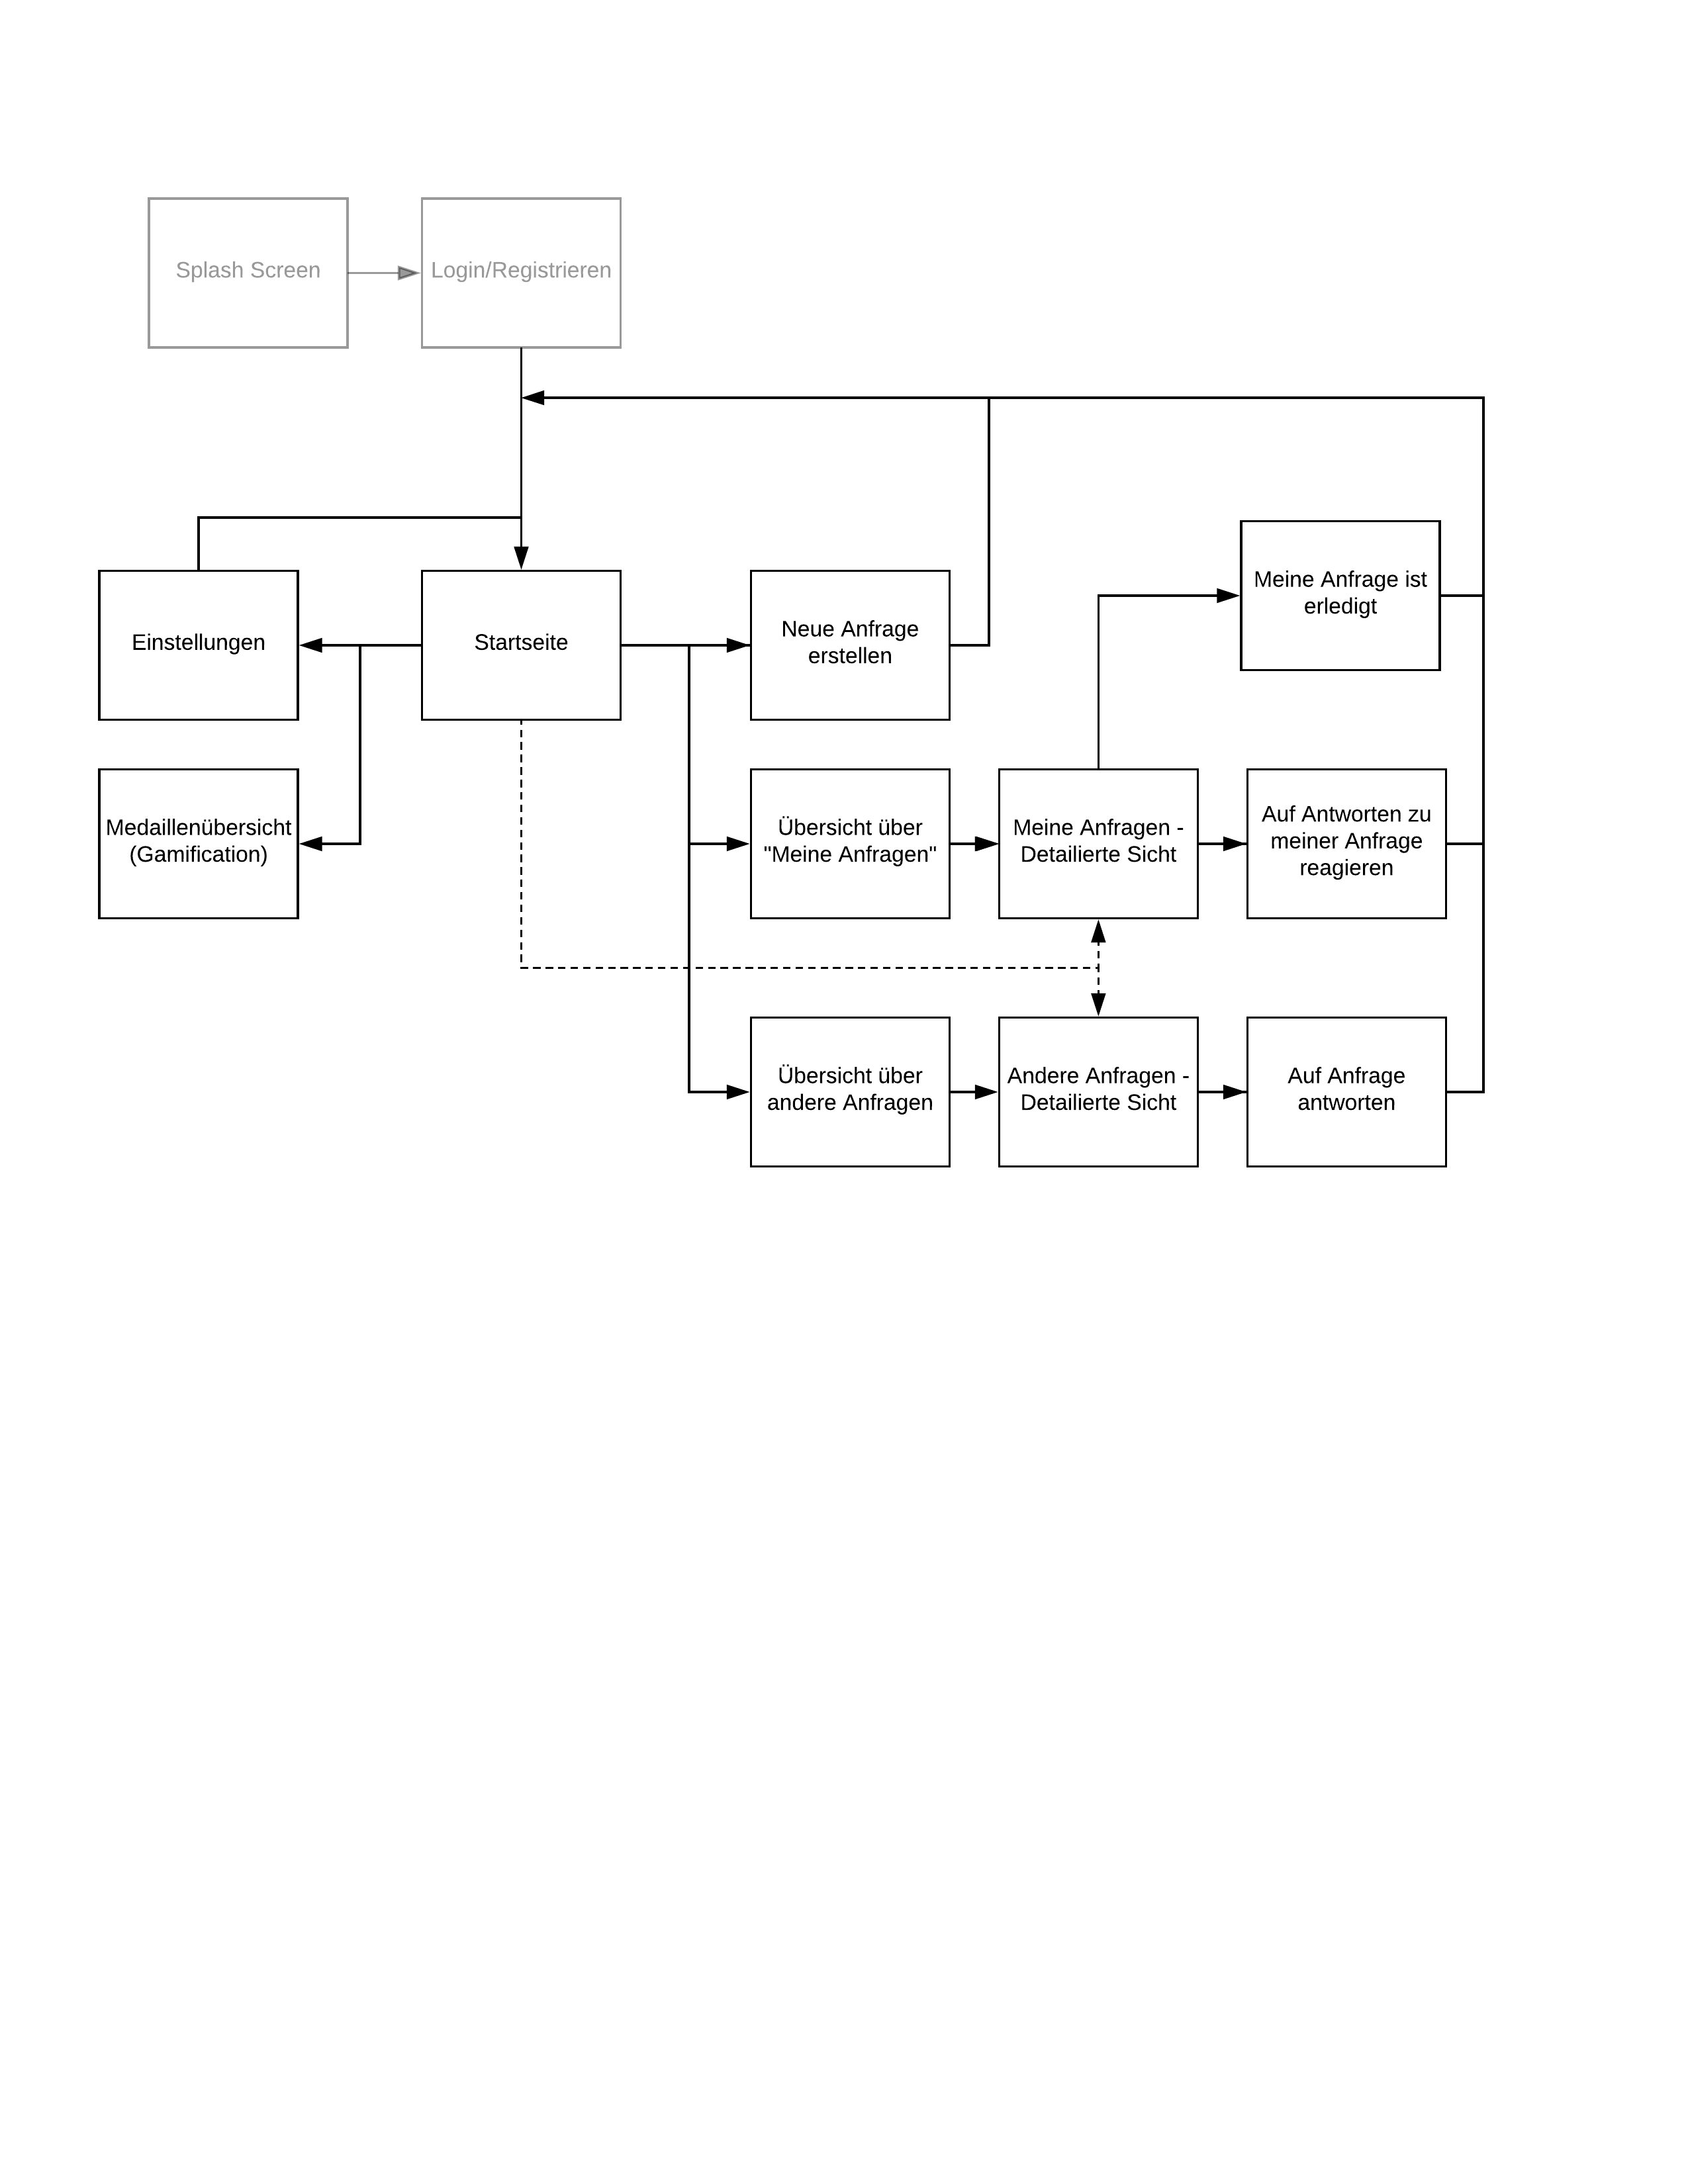 Splash Screen
Login/Registrieren
Einstellungen
Startseite
Neue Anfrage
erstellen
Meine Anfrage ist
erledigt
Medaillenübersicht
(Gamification)
Übersicht über
"Meine Anfragen"
Meine Anfragen -
Detailierte Sicht
Auf Antworten zu
meiner Anfrage
reagieren
Übersicht über
andere Anfragen
Andere Anfragen -
Detailierte Sicht
Auf Anfrage
antworten